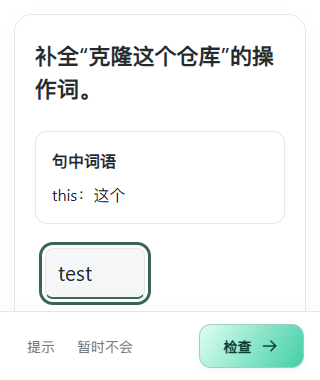 补全“克隆这个仓库”的操
作词。
句中词语
this：这个
test
提示 暂时不会 检查 →